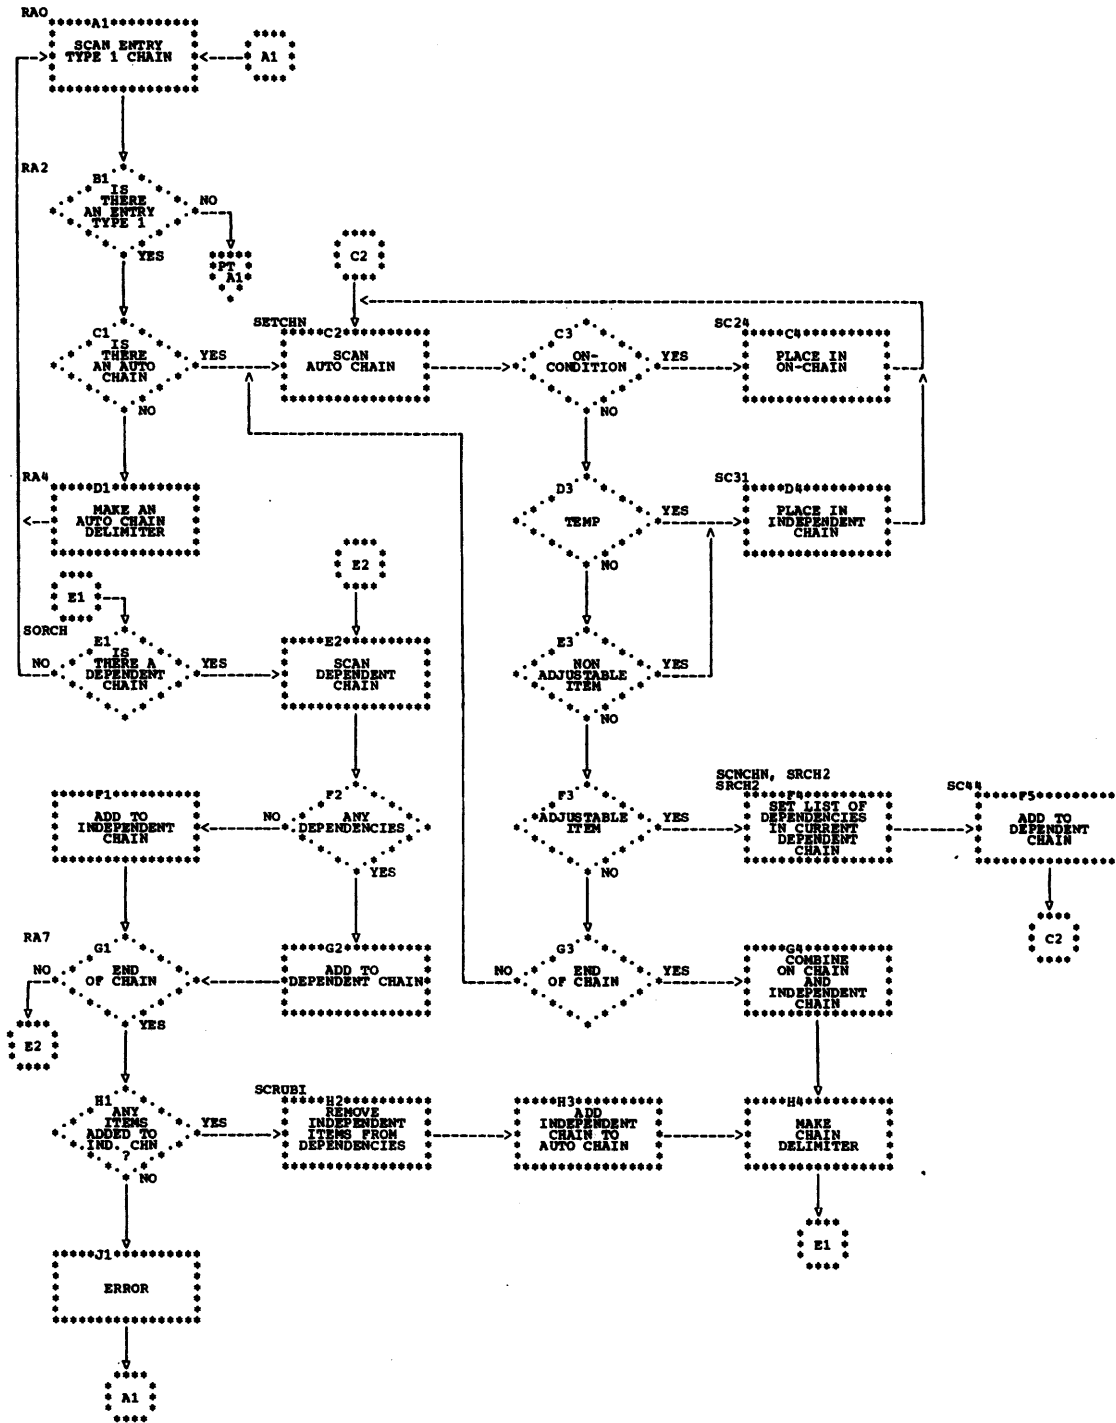 RA0
A1
SCAN ENTRY
TYPE 1 CHAIN
A1
RA2
B1
IS
THERE
AN ENTRY
TYPE 1
NO
YES
PT
A1
C2
C1
IS
THERE
AN AUTO
CHAIN
YES
NO
SETCHN
C2
SCAN
AUTO CHAIN
C3
ON-
CONDITION
YES
NO
SC24
C4
PLACE IN
ON-CHAIN
RA4
D1
MAKE AN
AUTO CHAIN
DELIMITER
D3
TEMP
YES
NO
SC31
D4
PLACE IN
INDEPENDENT
CHAIN
E1
E2
SORCH
E1
IS
THERE A
DEPENDENT
CHAIN
NO
YES
E2
SCAN
DEPENDENT
CHAIN
E3
NON
ADJUSTABLE
ITEM
YES
NO
F1
ADD TO
INDEPENDENT
CHAIN
F2
ANY
DEPENDENCIES
NO
YES
F3
ADJUSTABLE
ITEM
YES
NO
SCNCHN, SRCH2
SRCH2
F4
SET LIST OF
DEPENDENCIES
IN CURRENT
DEPENDENT
CHAIN
SC44
F5
ADD TO
DEPENDENT
CHAIN
C2
RA7
G1
END
OF CHAIN
NO
YES
E2
G2
ADD TO
DEPENDENT CHAIN
G3
END
OF CHAIN
NO
YES
G4
COMBINE
ON CHAIN
AND
INDEPENDENT
CHAIN
H1
ANY
ITEMS
ADDED TO
IND. CHN
?
YES
NO
SCRUBI
H2
REMOVE
INDEPENDENT
ITEMS FROM
DEPENDENCIES
H3
ADD
INDEPENDENT
CHAIN TO
AUTO CHAIN
H4
MAKE
CHAIN
DELIMITER
E1
J1
ERROR
A1